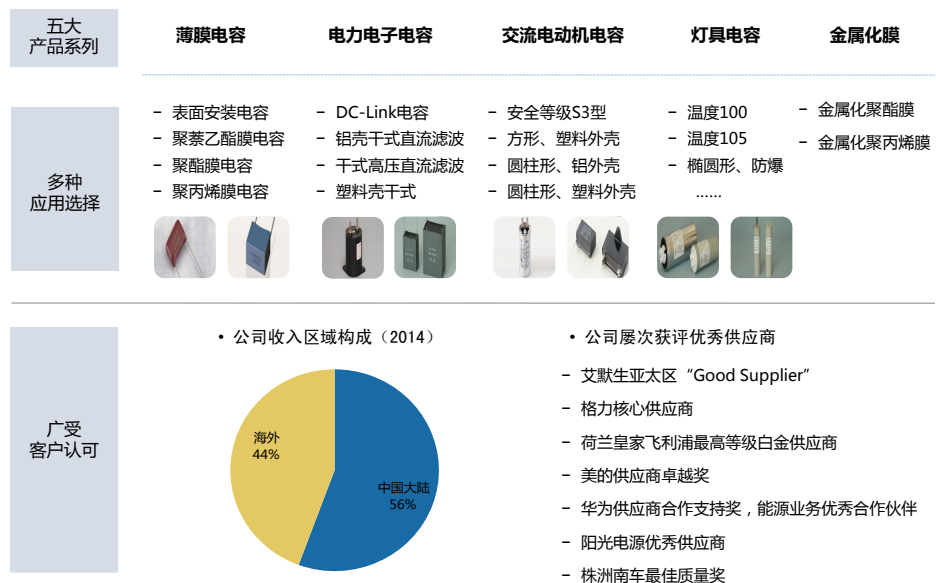 五大
产品系列
薄膜电容
电力电子电容
交流电动机电容
灯具电容
金属化膜
多种
应用选择
– 表面安装电容
– 聚萘乙酯膜电容
– 聚酯膜电容
– 聚丙烯膜电容
– DC-Link电容
– 铝壳干式直流滤波
– 干式高压直流滤波
– 塑料壳干式
– 安全等级S3型
– 方形、塑料外壳
– 圆柱形、铝外壳
– 圆柱形、塑料外壳
– 温度100
– 温度105
– 椭圆形、防爆
......
– 金属化聚酯膜
– 金属化聚丙烯膜
广受
客户认可
• 公司收入区域构成（2014）
海外
44%
中国大陆
56%
• 公司屡次获评优秀供应商
– 艾默生亚太区“Good Supplier”
– 格力核心供应商
– 荷兰皇家飞利浦最高等级白金供应商
– 美的供应商卓越奖
– 华为供应商合作支持奖，能源业务优秀合作伙伴
– 阳光电源优秀供应商
– 株洲南车最佳质量奖